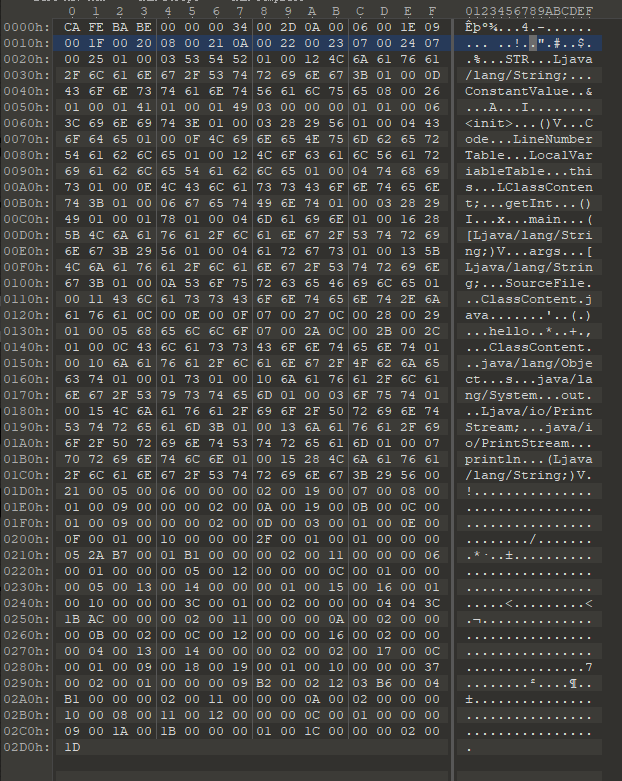 0 1 2 3 4 5 6 7 8 9 A B C D E F 0123456789ABCDEF
0000h: CA FE BA BE 00 00 00 34 00 2D 0A 00 06 00 1E 09 Êþº¾...4.-......
0010h: 00 1F 00 20 08 00 21 0A 00 22 00 23 07 00 24 07 ... ..!..".#..$.
0020h: 00 25 01 00 03 53 54 52 01 00 12 4C 6A 61 76 61 .%...STR...Ljava
0030h: 2F 6C 61 6E 67 2F 53 74 72 69 6E 67 3B 01 00 0D /lang/String;...
0040h: 43 6F 6E 73 74 61 6E 74 56 61 6C 75 65 08 00 26 ConstantValue..&
0050h: 01 00 01 41 01 00 01 49 03 00 00 00 01 01 00 06 ...A...I........
0060h: 3C 69 6E 69 74 3E 01 00 03 28 29 56 01 00 04 43 <init>...()V...C
0070h: 6F 64 65 01 00 0F 4C 69 6E 65 4E 75 6D 62 65 72 ode...LineNumber
0080h: 54 61 62 6C 65 01 00 12 4C 6F 63 61 6C 56 61 72 Table...LocalVar
0090h: 69 61 62 6C 65 54 61 62 6C 65 01 00 04 74 68 69 iableTable...thi
00A0h: 73 01 00 0E 4C 43 6C 61 73 73 43 6F 6E 74 65 6E s...LClassConten
00B0h: 74 3B 01 00 06 67 65 74 49 6E 74 01 00 03 28 29 t;...getInt...()
00C0h: 49 01 00 01 78 01 00 04 6D 61 69 6E 01 00 16 28 I...x...main...(
00D0h: 5B 4C 6A 61 76 61 2F 6C 61 6E 67 2F 53 74 72 69 [Ljava/lang/Stri
00E0h: 6E 67 3B 29 56 01 00 04 61 72 67 73 01 00 13 5B ng;)V...args...[
00F0h: 4C 6A 61 76 61 2F 6C 61 6E 67 2F 53 74 72 69 6E Ljava/lang/Strin
0100h: 67 3B 01 00 0A 53 6F 75 72 63 65 46 69 6C 65 01 g;...SourceFile.
0110h: 00 11 43 6C 61 73 73 43 6F 6E 74 65 6E 74 2E 6A ..ClassContent.j
0120h: 61 76 61 0C 00 0E 00 0F 07 00 27 0C 00 28 00 29 ava.......'..(.)
0130h: 01 00 05 68 65 6C 6C 6F 07 00 2A 0C 00 2B 00 2C ...hello..*..+.,
0140h: 01 00 0C 43 6C 61 73 73 43 6F 6E 74 65 6E 74 01 ...ClassContent.
0150h: 00 10 6A 61 76 61 2F 6C 61 6E 67 2F 4F 62 6A 65 ..java/lang/Obje
0160h: 63 74 01 00 01 73 01 00 10 6A 61 76 61 2F 6C 61 ct...s...java/la
0170h: 6E 67 2F 53 79 73 74 65 6D 01 00 03 6F 75 74 01 ng/System...out.
0180h: 00 15 4C 6A 61 76 61 2F 69 6F 2F 50 72 69 6E 74 ..Ljava/io/Print
0190h: 53 74 72 65 61 6D 3B 01 00 13 6A 61 76 61 2F 69 Stream;...java/i
01A0h: 6F 2F 50 72 69 6E 74 53 74 72 65 61 6D 01 00 07 o/PrintStream...
01B0h: 70 72 69 6E 74 6C 6E 01 00 15 28 4C 6A 61 76 61 println...(Ljava
01C0h: 2F 6C 61 6E 67 2F 53 74 72 69 6E 67 3B 29 56 00 /lang/String;)V.
01D0h: 21 00 05 00 06 00 00 00 02 00 19 00 07 00 08 00 !...............
01E0h: 01 00 09 00 00 00 02 00 0A 00 19 00 0B 00 0C 00 ................
01F0h: 01 00 09 00 00 00 02 00 0D 00 03 00 01 00 0E 00 ................
0200h: 0F 00 01 00 10 00 00 00 2F 00 01 00 01 00 00 00 ......../.......
0210h: 05 2A B7 00 01 B1 00 00 00 02 00 11 00 00 00 06 .*·..±..........
0220h: 00 01 00 00 00 05 00 12 00 00 00 0C 00 01 00 00 ................
0230h: 00 05 00 13 00 14 00 00 00 01 00 15 00 16 00 01 ................
0240h: 00 10 00 00 00 3C 00 01 00 02 00 00 00 04 04 3C .....<.........<
0250h: 1B AC 00 00 00 02 00 11 00 00 00 0A 00 02 00 00 .¬..............
0260h: 00 0B 00 02 00 0C 00 12 00 00 00 16 00 02 00 00 ................
0270h: 00 04 00 13 00 14 00 00 00 02 00 02 00 17 00 0C ................
0280h: 00 01 00 09 00 18 00 19 00 01 00 10 00 00 00 37 ...............7
0290h: 00 02 00 01 00 00 00 09 B2 00 02 12 03 B6 00 04 ........²....¶..
02A0h: B1 00 00 00 02 00 11 00 00 00 0A 00 02 00 00 00 ±...............
02B0h: 10 00 08 00 11 00 12 00 00 00 0C 00 01 00 00 00 ................
02C0h: 09 00 1A 00 1B 00 00 00 01 00 1C 00 00 00 02 00 ................
02D0h: 1D .